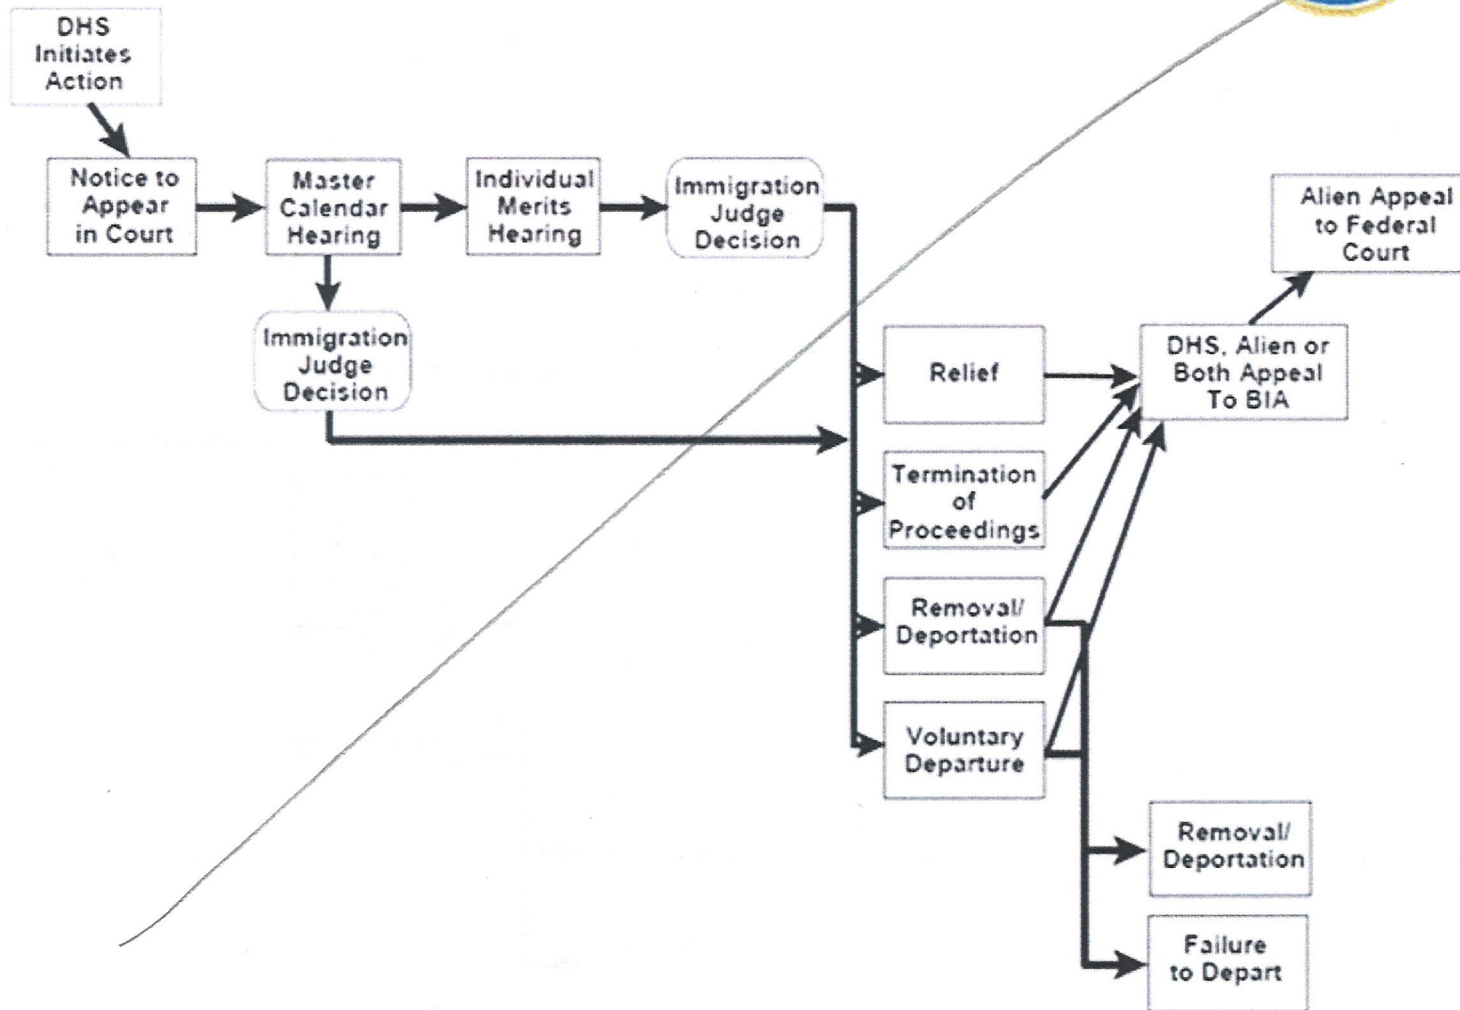 DHS
Initiates
Action
Notice to
Appear
in Court
Master
Calendar
Hearing
Individual
Merits
Hearing
Immigration
Judge
Decision
Immigration
Judge
Decision
Relief
Termination
of
Proceedings
Removal/
Deportation
Voluntary
Departure
DHS, Alien or
Both Appeal
To BIA
Alien Appeal
to Federal
Court
Removal/
Deportation
Failure
to Depart